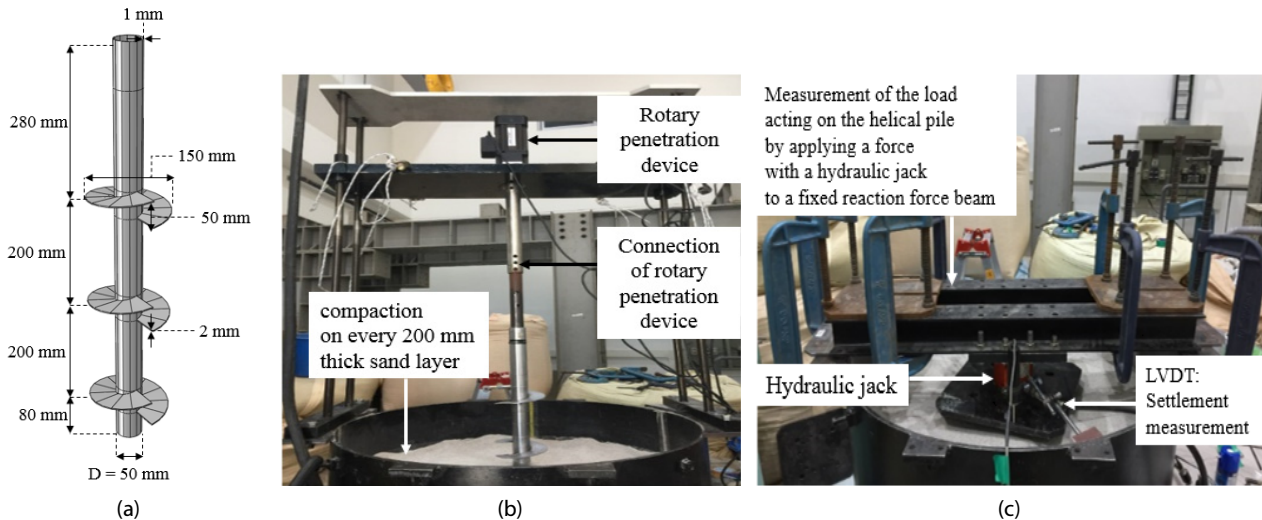 1 mm
280 mm
150 mm
50 mm
200 mm
2 mm
200 mm
80 mm
D = 50 mm
(a)
Rotary
penetration
device
Connection
of rotary
penetration
device
compaction
on every 200 mm
thick sand layer
(b)
Measurement of the load
acting on the helical pile
by applying a force
with a hydraulic jack
to a fixed reaction force beam
Hydraulic jack
LVDT:
Settlement
measurement
(c)